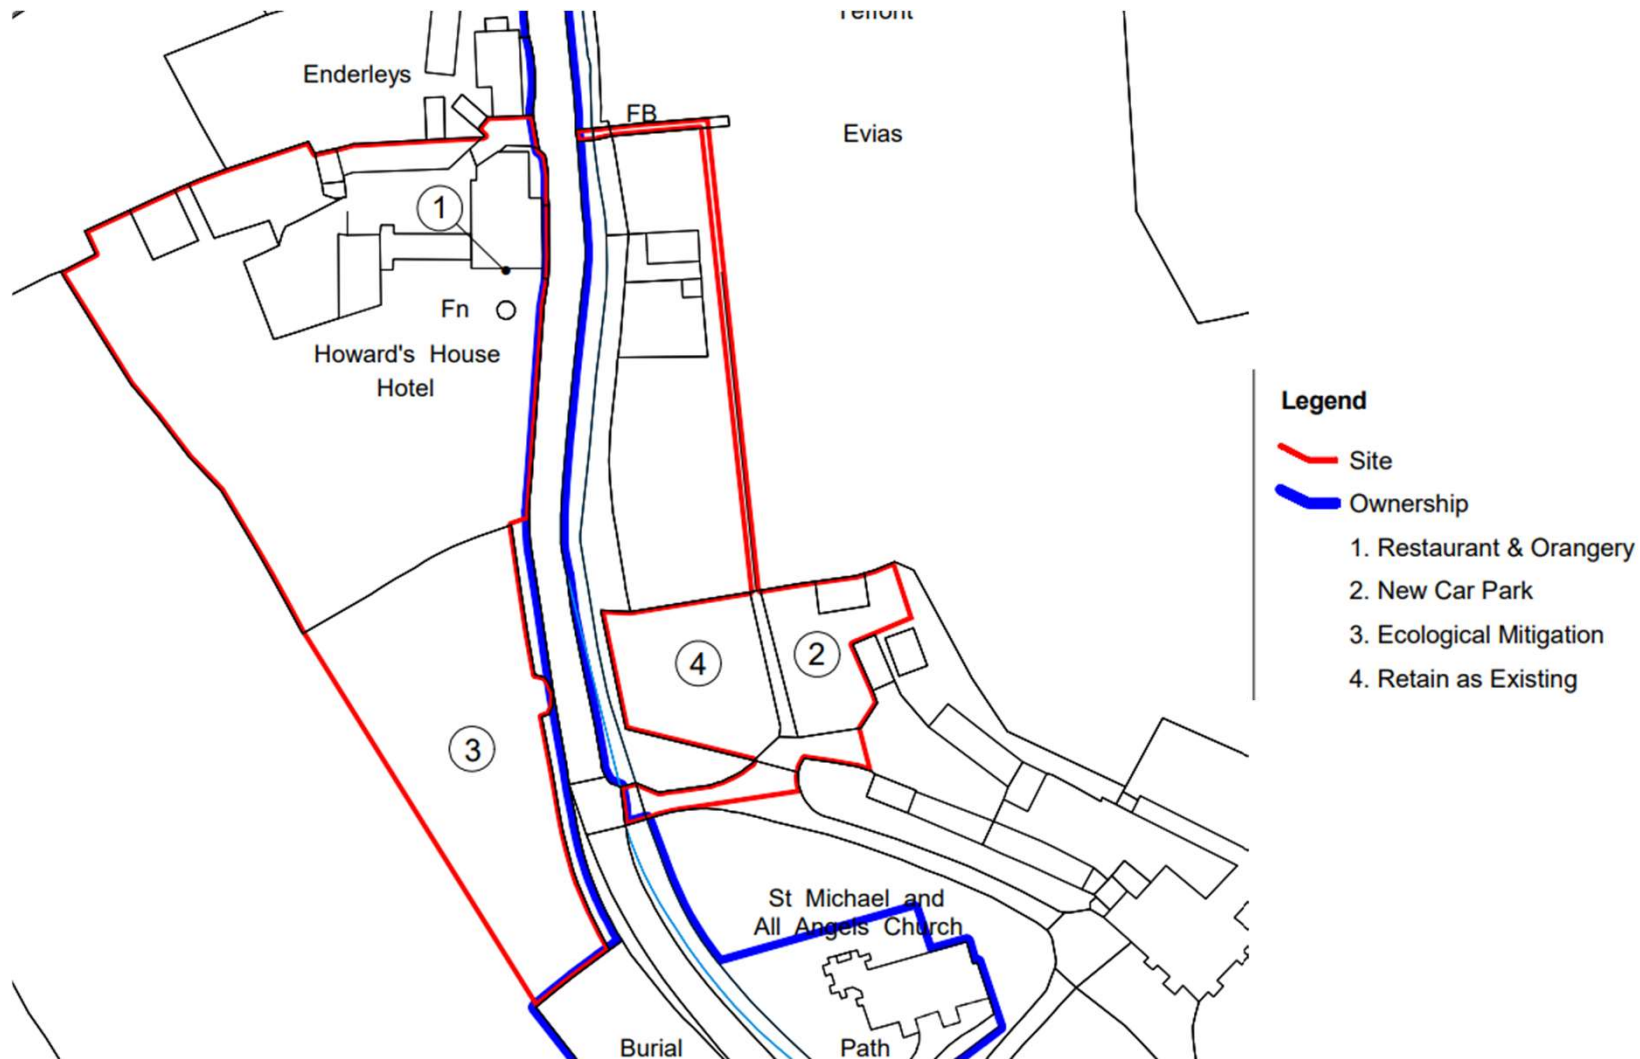 Teffont
Enderleys
FB
Evias
1
Fn
Howard's House
Hotel
4
2
3
St Michael and
All Angels Church
Burial
Path
Legend
Site
Ownership
1. Restaurant & Orangery
2. New Car Park
3. Ecological Mitigation
4. Retain as Existing